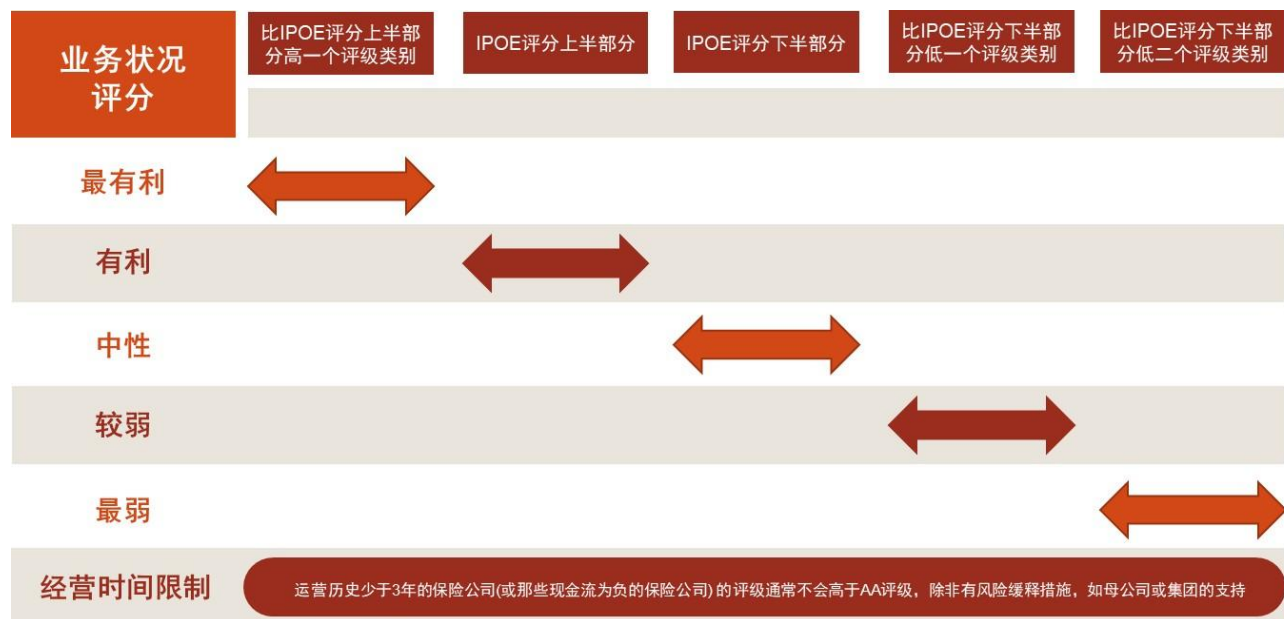 业务状况
评分
比IPOE评分上半部
分高一个评级类别
IPOE评分上半部分
IPOE评分下半部分
比IPOE评分下半部
分低一个评级类别
比IPOE评分下半部
分低二个评级类别
最有利
有利
中性
较弱
最弱
经营时间限制
运营历史少于3年的保险公司(或那些现金流为负的保险公司) 的评级通常不会高于AA评级，除非有风险缓释措施，如母公司或集团的支持